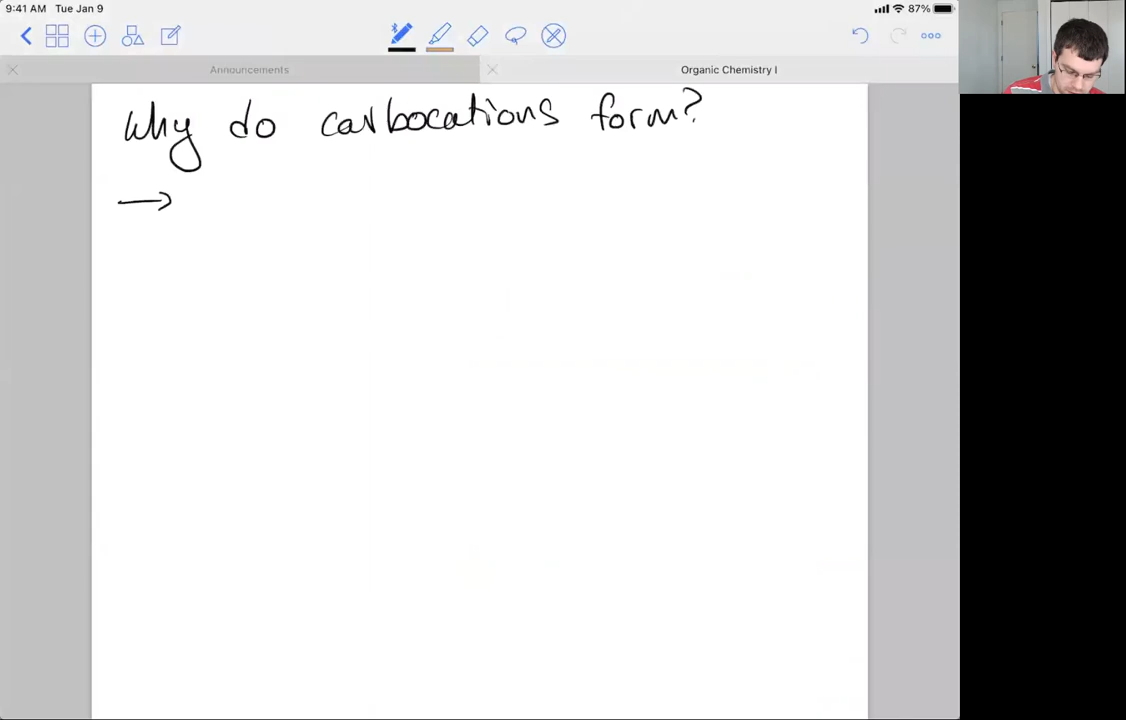 9:41 AM Tue Jan 9 87%
Announcements
Organic Chemistry I
Why do carbocations form?
→